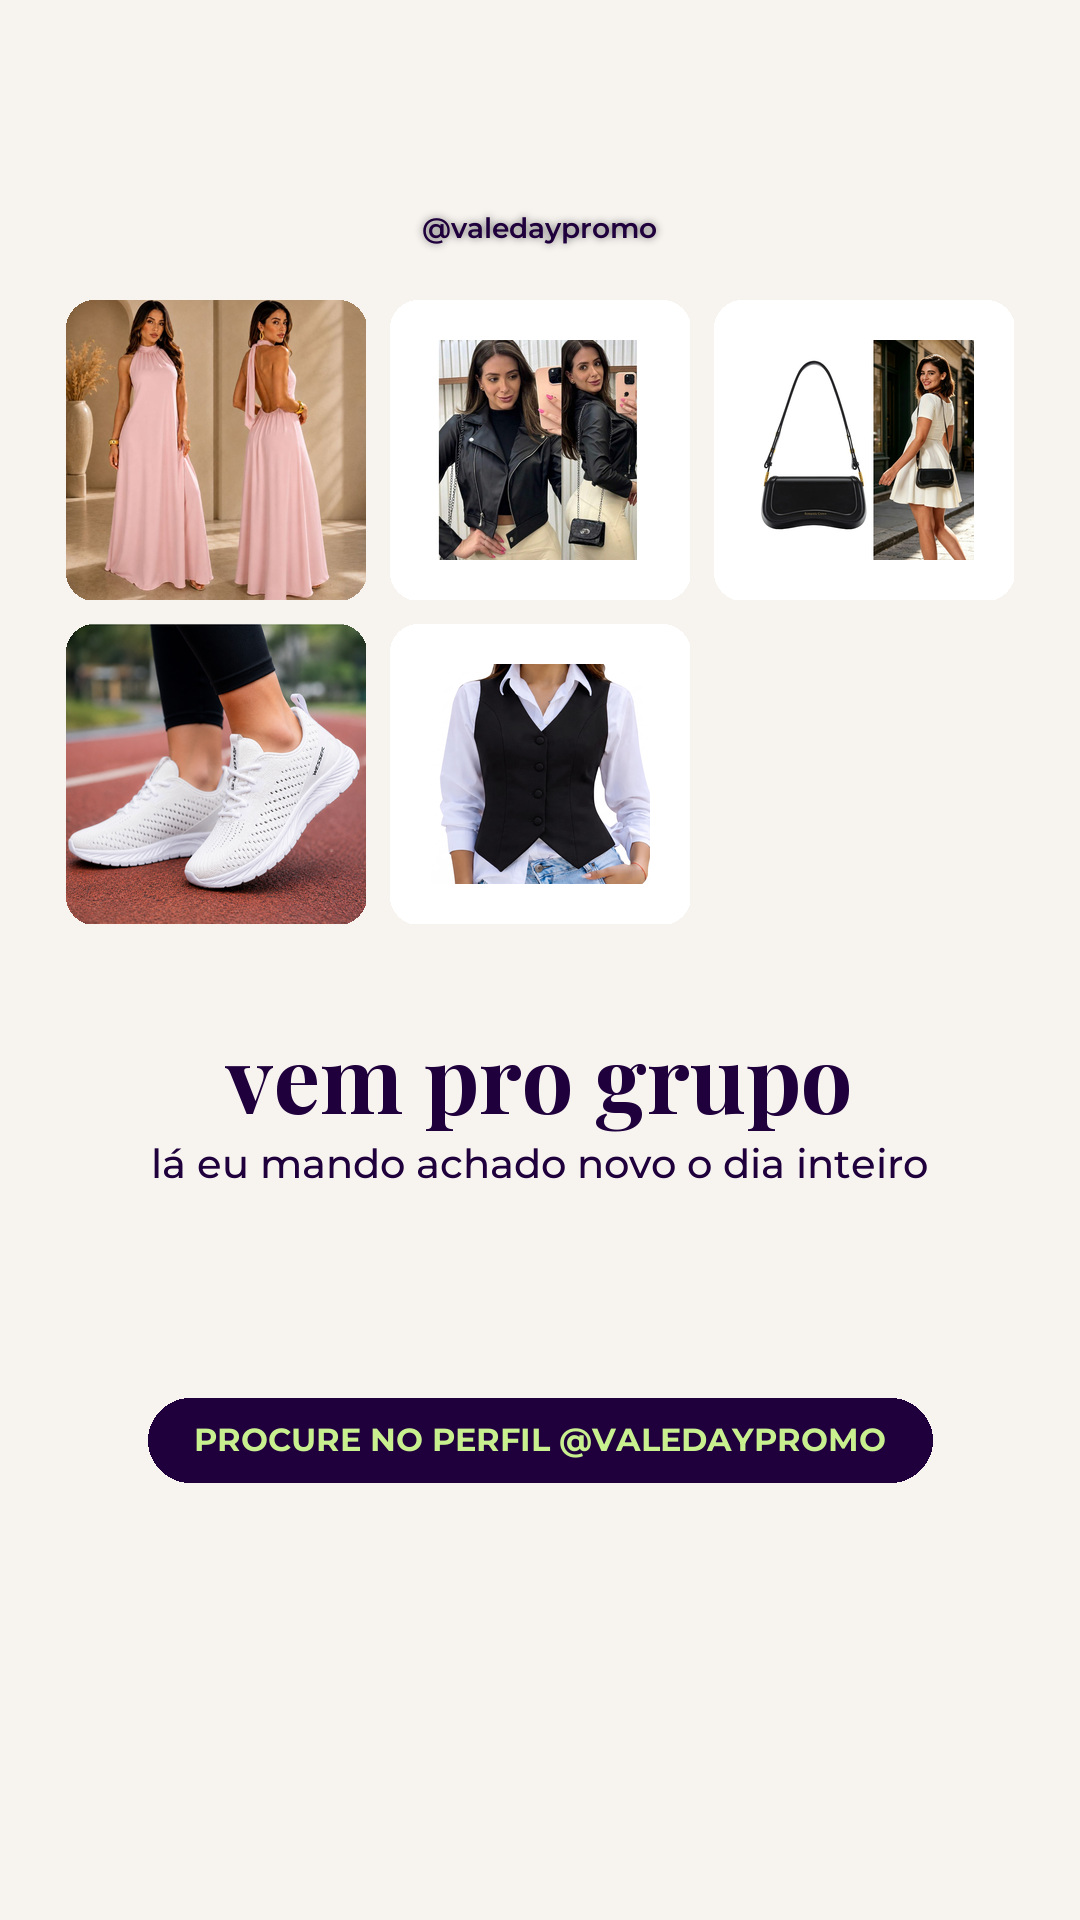 @valedaypromo
vem pro grupo
lá eu mando achado novo o dia inteiro
PROCURE NO PERFIL @VALEDAYPROMO